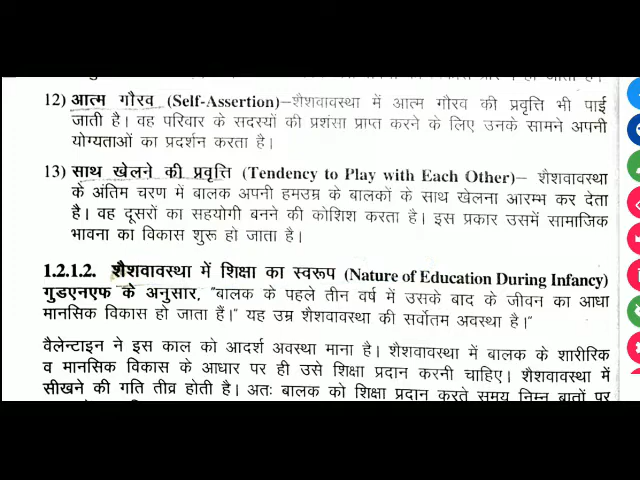 12) आत्म गौरव (Self-Assertion)–शैशवावस्था में आत्म गौरव की प्रवृत्ति भी पाई
जाती है। वह परिवार के सदस्यों की प्रशंसा प्राप्त करने के लिए उनके सामने अपनी
योग्यताओं का प्रदर्शन करता है।
13) साथ खेलने की प्रवृत्ति (Tendency to Play with Each Other)– शैशवावस्था
के अंतिम चरण में बालक अपनी हमउम्र के बालकों के साथ खेलना आरम्भ कर देता
है। वह दूसरों का सहयोगी बनने की कोशिश करता है। इस प्रकार उसमें सामाजिक
भावना का विकास शुरू हो जाता है।
1.2.1.2. शैशवावस्था में शिक्षा का स्वरूप (Nature of Education During Infancy)
गुडएनएफ के अनुसार, "बालक के पहले तीन वर्ष में उसके बाद के जीवन का आधा
मानसिक विकास हो जाता हैं।" यह उम्र शैशवावस्था की सर्वोतम अवस्था है।"
वैलेन्टाइन ने इस काल को आदर्श अवस्था माना है। शैशवावस्था में बालक के शारीरिक
व मानसिक विकास के आधार पर ही उसे शिक्षा प्रदान करनी चाहिए। शैशवावस्था में
सीखने की गति तीव्र होती है। अतः बालक को शिक्षा प्रदान करते समय निम्न बातों पर